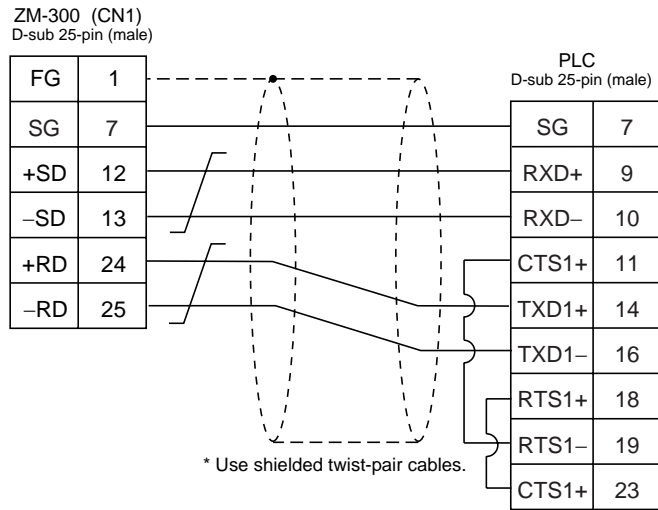 ZM-300 (CN1)
D-sub 25-pin (male)
FG 1
SG 7
+SD 12
−SD 13
+RD 24
−RD 25
PLC
D-sub 25-pin (male)
SG 7
RXD+ 9
RXD− 10
CTS1+ 11
TXD1+ 14
TXD1− 16
RTS1+ 18
RTS1− 19
CTS1+ 23
* Use shielded twist-pair cables.